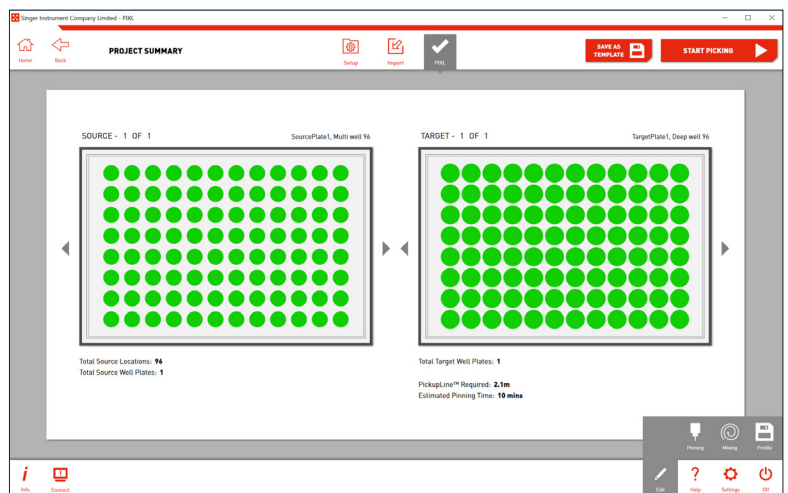 Singer Instrument Company Limited - PIXL
Home
Back
PROJECT SUMMARY
Setup
Import
PIXL
SAVE AS
TEMPLATE
START PICKING
SOURCE - 1 OF 1
SourcePlate1, Multi well 96
TARGET - 1 OF 1
TargetPlate1, Deep well 96
Total Source Locations: 96
Total Source Well Plates: 1
Total Target Well Plates: 1
PickupLine™ Required: 2.1m
Estimated Pinning Time: 10 mins
Pinning
Mixing
Profile
Info
Connect
Edit
Help
Settings
Off